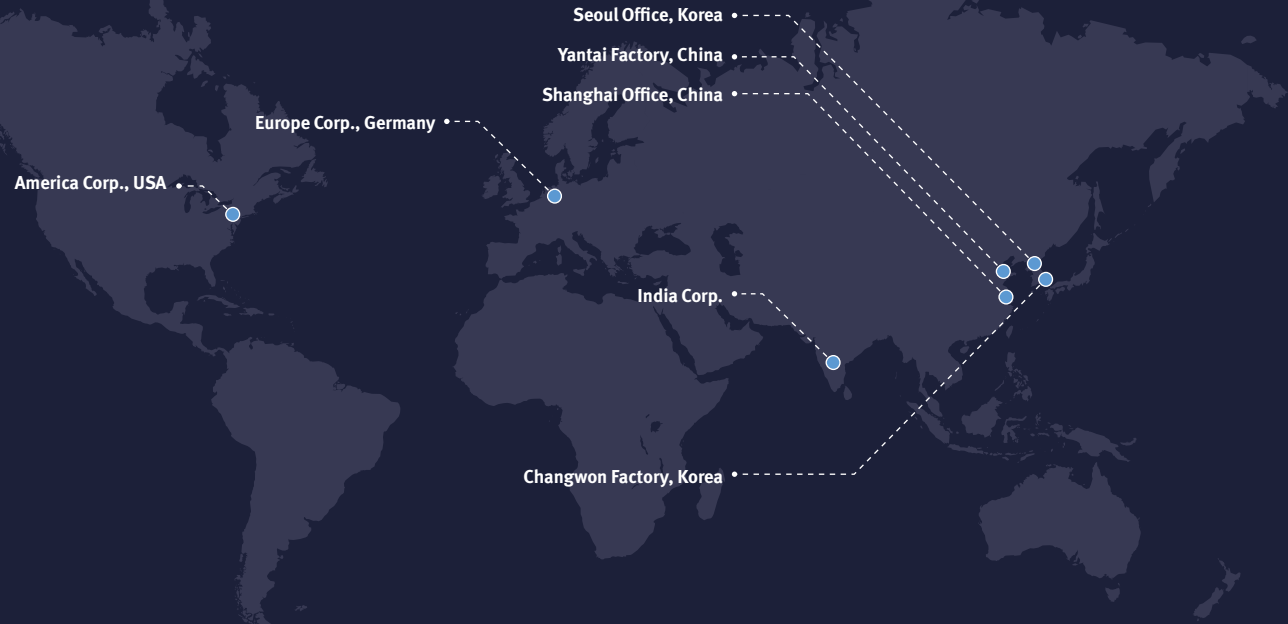 Seoul Office, Korea
Yantai Factory, China
Shanghai Office, China
Europe Corp., Germany
America Corp., USA
India Corp.
Changwon Factory, Korea